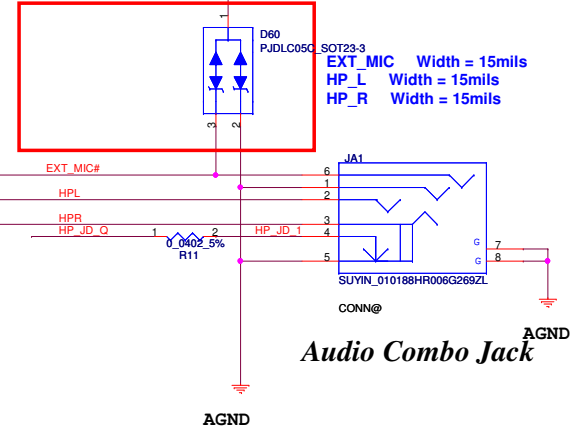 1
D60
PJDLC05C_SOT23-3
EXT_MIC Width = 15mils
HP_L Width = 15mils
HP_R Width = 15mils
3 2
JA1
EXT_MIC# 6
1
HPL 2
HPR 3
HP_JD_Q 1 2 HP_JD_1 4
0_0402_5%
R11
5
G 7
G 8
SUYIN_010188HR006G269ZL
CONN@
AGND
Audio Combo Jack
AGND